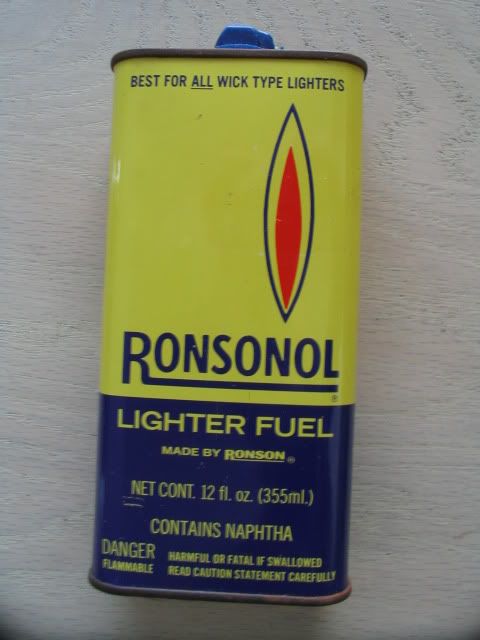 BEST FOR ALL WICK TYPE LIGHTERS
RONSONOL®
LIGHTER FUEL
MADE BY RONSON®
NET CONT. 12 fl. oz. (355ml.)
CONTAINS NAPHTHA
DANGER
FLAMMABLE
HARMFUL OR FATAL IF SWALLOWED
READ CAUTION STATEMENT CAREFULLY